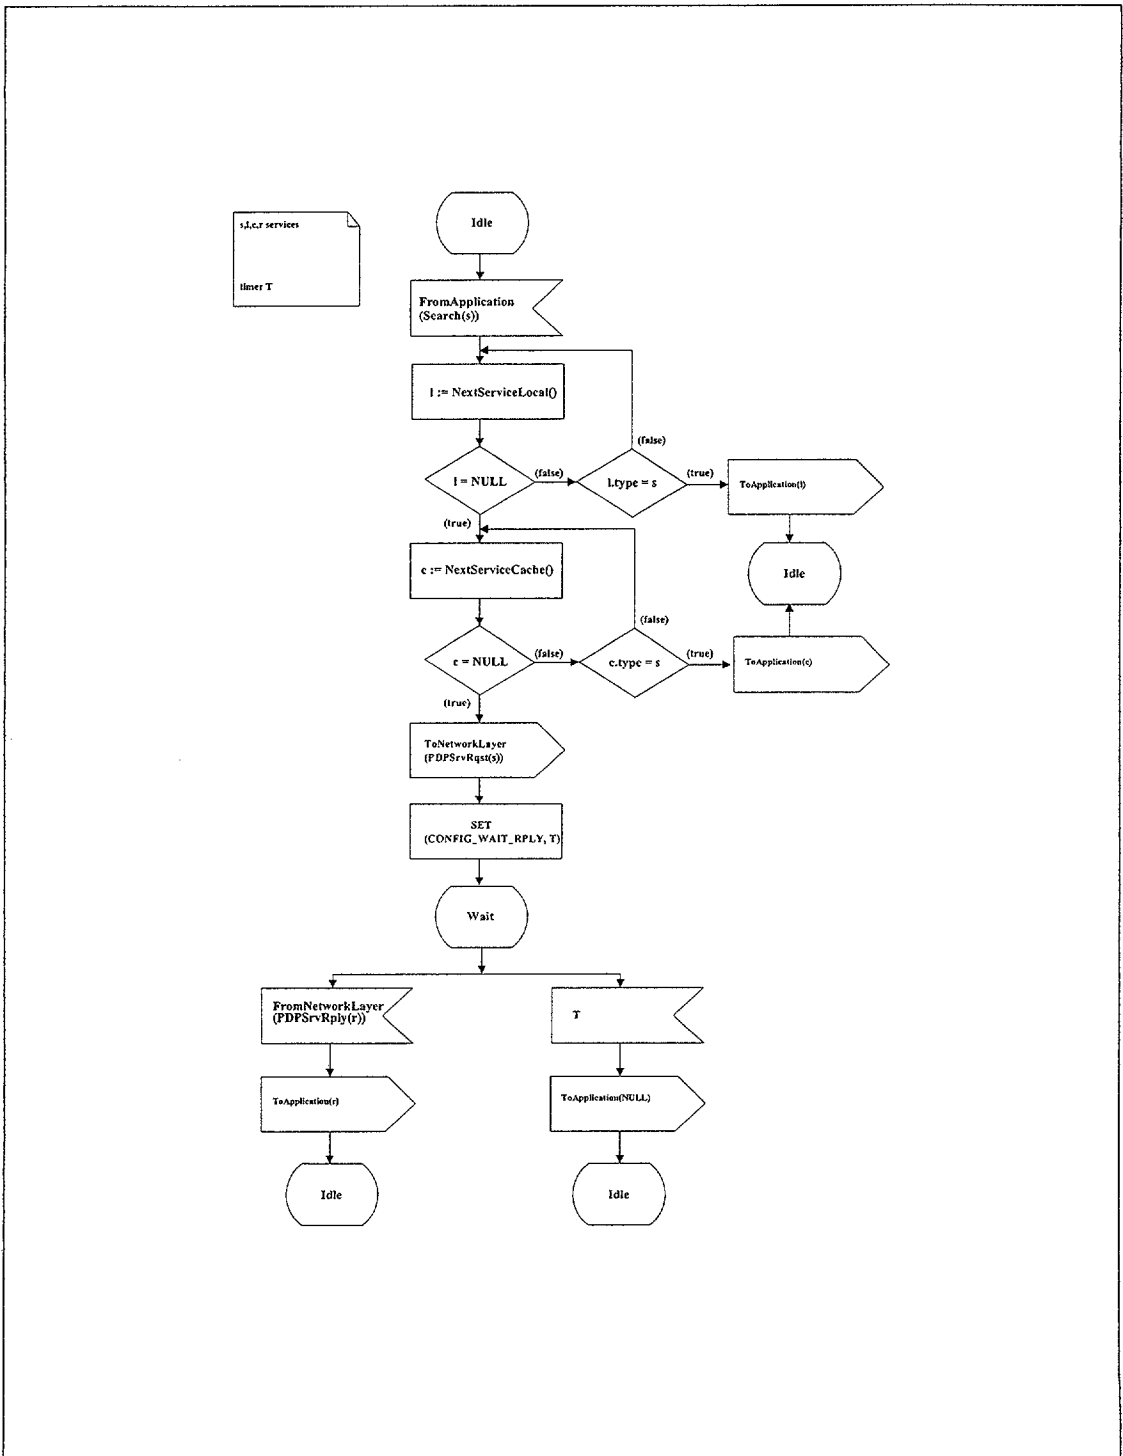 Idle
s,l,c,r services
timer T
FromApplication
(Search(s))
l := NextServiceLocal()
(false)
l = NULL
(false)
l.type = s
(true)
ToApplication(l)
(true)
c := NextServiceCache()
Idle
(false)
c = NULL
(false)
c.type = s
(true)
ToApplication(c)
(true)
ToNetworkLayer
(PDPSrvRqst(s))
SET
(CONFIG_WAIT_RPLY, T)
Wait
FromNetworkLayer
(PDPSrvRply(r))
T
ToApplication(r)
ToApplication(NULL)
Idle
Idle